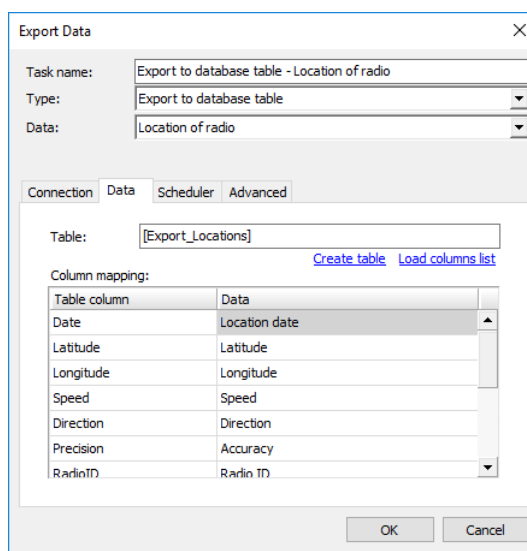 Export Data
Task name: Export to database table - Location of radio
Type: Export to database table
Data: Location of radio
Connection Data Scheduler Advanced
Table: [Export_Locations]
Create table Load columns list
Column mapping:
Table column Data
Date Location date
Latitude Latitude
Longitude Longitude
Speed Speed
Direction Direction
Precision Accuracy
RadioID Radio ID
OK Cancel